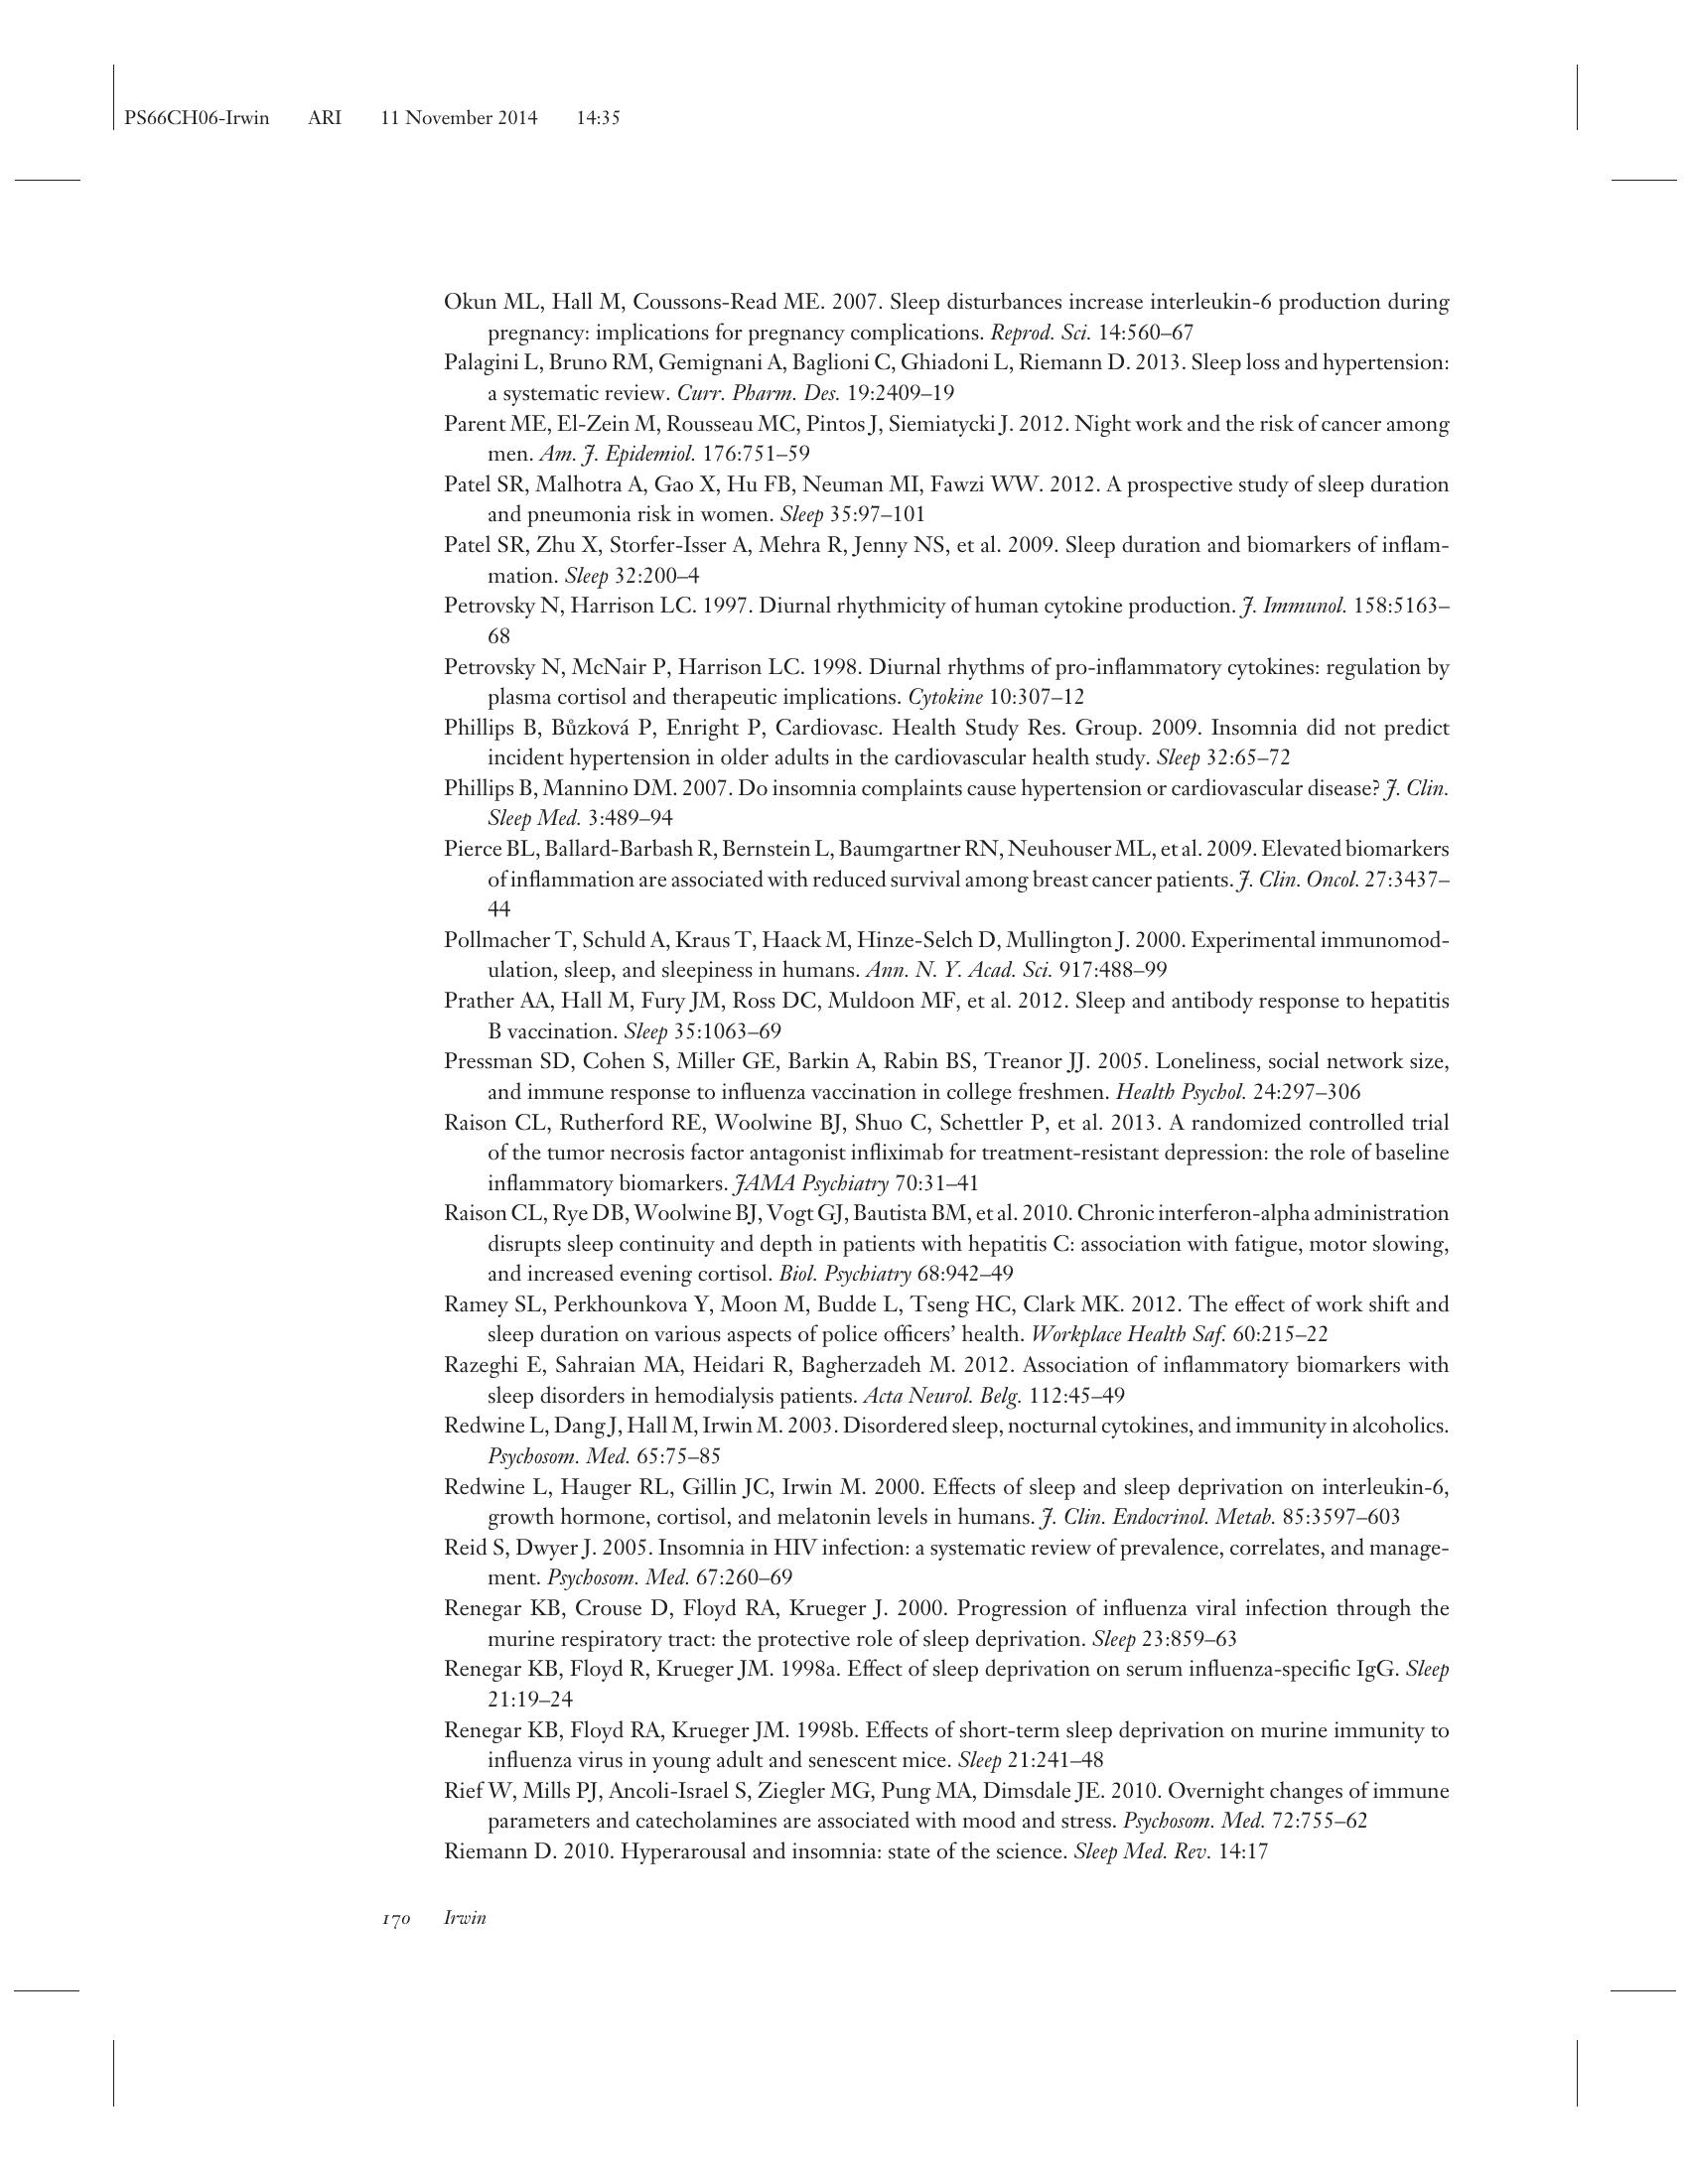 PS66CH06-Irwin ARI 11 November 2014 14:35
Okun ML, Hall M, Coussons-Read ME. 2007. Sleep disturbances increase interleukin-6 production during
pregnancy: implications for pregnancy complications. Reprod. Sci. 14:560–67
Palagini L, Bruno RM, Gemignani A, Baglioni C, Ghiadoni L, Riemann D. 2013. Sleep loss and hypertension:
a systematic review. Curr. Pharm. Des. 19:2409–19
Parent ME, El-Zein M, Rousseau MC, Pintos J, Siemiatycki J. 2012. Night work and the risk of cancer among
men. Am. J. Epidemiol. 176:751–59
Patel SR, Malhotra A, Gao X, Hu FB, Neuman MI, Fawzi WW. 2012. A prospective study of sleep duration
and pneumonia risk in women. Sleep 35:97–101
Patel SR, Zhu X, Storfer-Isser A, Mehra R, Jenny NS, et al. 2009. Sleep duration and biomarkers of inflam-
mation. Sleep 32:200–4
Petrovsky N, Harrison LC. 1997. Diurnal rhythmicity of human cytokine production. J. Immunol. 158:5163–
68
Petrovsky N, McNair P, Harrison LC. 1998. Diurnal rhythms of pro-inflammatory cytokines: regulation by
plasma cortisol and therapeutic implications. Cytokine 10:307–12
Phillips B, Bůzková P, Enright P, Cardiovasc. Health Study Res. Group. 2009. Insomnia did not predict
incident hypertension in older adults in the cardiovascular health study. Sleep 32:65–72
Phillips B, Mannino DM. 2007. Do insomnia complaints cause hypertension or cardiovascular disease? J. Clin.
Sleep Med. 3:489–94
Pierce BL, Ballard-Barbash R, Bernstein L, Baumgartner RN, Neuhouser ML, et al. 2009. Elevated biomarkers
of inflammation are associated with reduced survival among breast cancer patients. J. Clin. Oncol. 27:3437–
44
Pollmacher T, Schuld A, Kraus T, Haack M, Hinze-Selch D, Mullington J. 2000. Experimental immunomod-
ulation, sleep, and sleepiness in humans. Ann. N. Y. Acad. Sci. 917:488–99
Prather AA, Hall M, Fury JM, Ross DC, Muldoon MF, et al. 2012. Sleep and antibody response to hepatitis
B vaccination. Sleep 35:1063–69
Pressman SD, Cohen S, Miller GE, Barkin A, Rabin BS, Treanor JJ. 2005. Loneliness, social network size,
and immune response to influenza vaccination in college freshmen. Health Psychol. 24:297–306
Raison CL, Rutherford RE, Woolwine BJ, Shuo C, Schettler P, et al. 2013. A randomized controlled trial
of the tumor necrosis factor antagonist infliximab for treatment-resistant depression: the role of baseline
inflammatory biomarkers. JAMA Psychiatry 70:31–41
Raison CL, Rye DB, Woolwine BJ, Vogt GJ, Bautista BM, et al. 2010. Chronic interferon-alpha administration
disrupts sleep continuity and depth in patients with hepatitis C: association with fatigue, motor slowing,
and increased evening cortisol. Biol. Psychiatry 68:942–49
Ramey SL, Perkhounkova Y, Moon M, Budde L, Tseng HC, Clark MK. 2012. The effect of work shift and
sleep duration on various aspects of police officers’ health. Workplace Health Saf. 60:215–22
Razeghi E, Sahraian MA, Heidari R, Bagherzadeh M. 2012. Association of inflammatory biomarkers with
sleep disorders in hemodialysis patients. Acta Neurol. Belg. 112:45–49
Redwine L, Dang J, Hall M, Irwin M. 2003. Disordered sleep, nocturnal cytokines, and immunity in alcoholics.
Psychosom. Med. 65:75–85
Redwine L, Hauger RL, Gillin JC, Irwin M. 2000. Effects of sleep and sleep deprivation on interleukin-6,
growth hormone, cortisol, and melatonin levels in humans. J. Clin. Endocrinol. Metab. 85:3597–603
Reid S, Dwyer J. 2005. Insomnia in HIV infection: a systematic review of prevalence, correlates, and manage-
ment. Psychosom. Med. 67:260–69
Renegar KB, Crouse D, Floyd RA, Krueger J. 2000. Progression of influenza viral infection through the
murine respiratory tract: the protective role of sleep deprivation. Sleep 23:859–63
Renegar KB, Floyd R, Krueger JM. 1998a. Effect of sleep deprivation on serum influenza-specific IgG. Sleep
21:19–24
Renegar KB, Floyd RA, Krueger JM. 1998b. Effects of short-term sleep deprivation on murine immunity to
influenza virus in young adult and senescent mice. Sleep 21:241–48
Rief W, Mills PJ, Ancoli-Israel S, Ziegler MG, Pung MA, Dimsdale JE. 2010. Overnight changes of immune
parameters and catecholamines are associated with mood and stress. Psychosom. Med. 72:755–62
Riemann D. 2010. Hyperarousal and insomnia: state of the science. Sleep Med. Rev. 14:17
170 Irwin